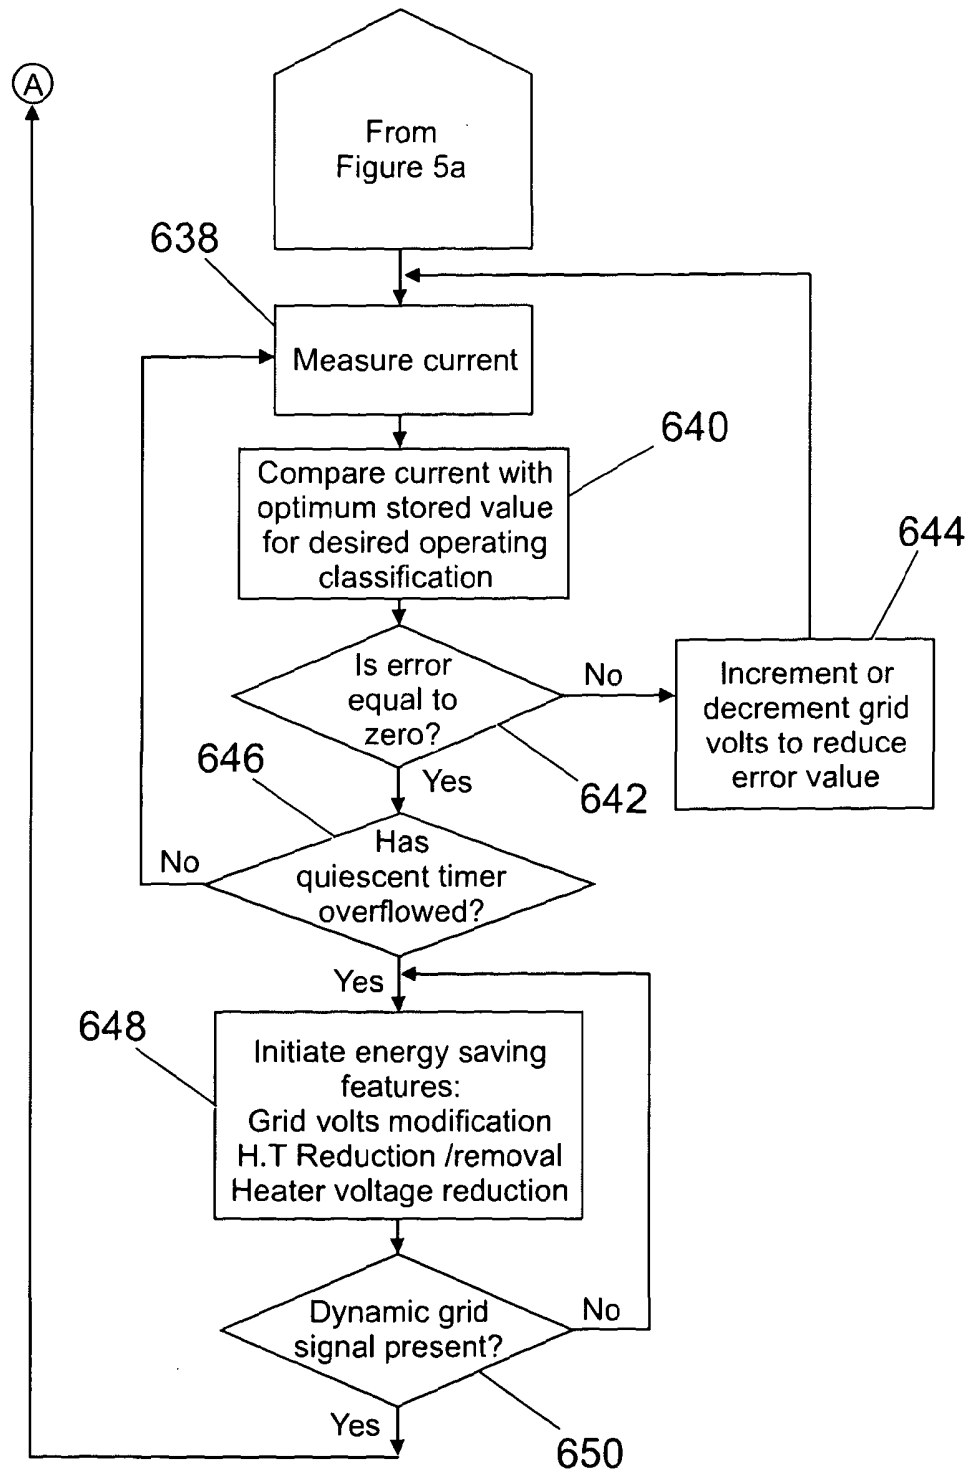 A
From
Figure 5a
638
Measure current
640
Compare current with
optimum stored value
for desired operating
classification
644
Is error
equal to
zero?
No
Increment or
decrement grid
volts to reduce
error value
646
Yes
642
Has
quiescent timer
overflowed?
No
Yes
648
Initiate energy saving
features:
Grid volts modification
H.T Reduction /removal
Heater voltage reduction
Dynamic grid
signal present?
No
Yes
650